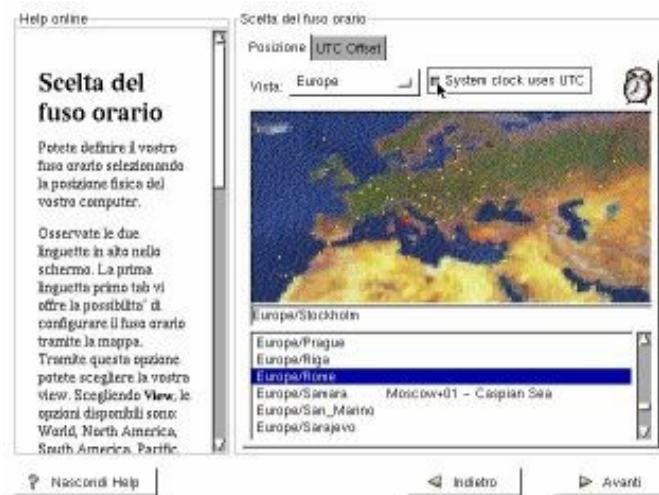 Help online
Scelta del
fuso orario
Potete definire il vostro
fuso orario selezionando
la posizione fisica del
vostro computer.
Osservate le due
linguette in alto nello
schermo. La prima
linguetta primo tab vi
offre la possibilita' di
configurare il fuso orario
tramite la mappa.
Tramite questa opzione
potete scegliere la vostra
view. Scegliendo View, le
opzioni disponibili sono:
World, North America,
South America, Pacific,
Scelta del fuso orario
Posizione UTC Offset
Vista: Europe System clock uses UTC
Europe/Stockholm
Europe/Prague
Europe/Riga
Europe/Rome
Europe/Samara Moscow+01 - Caspian Sea
Europe/San_Marino
Europe/Sarajevo
? Nascondi Help Indietro Avanti